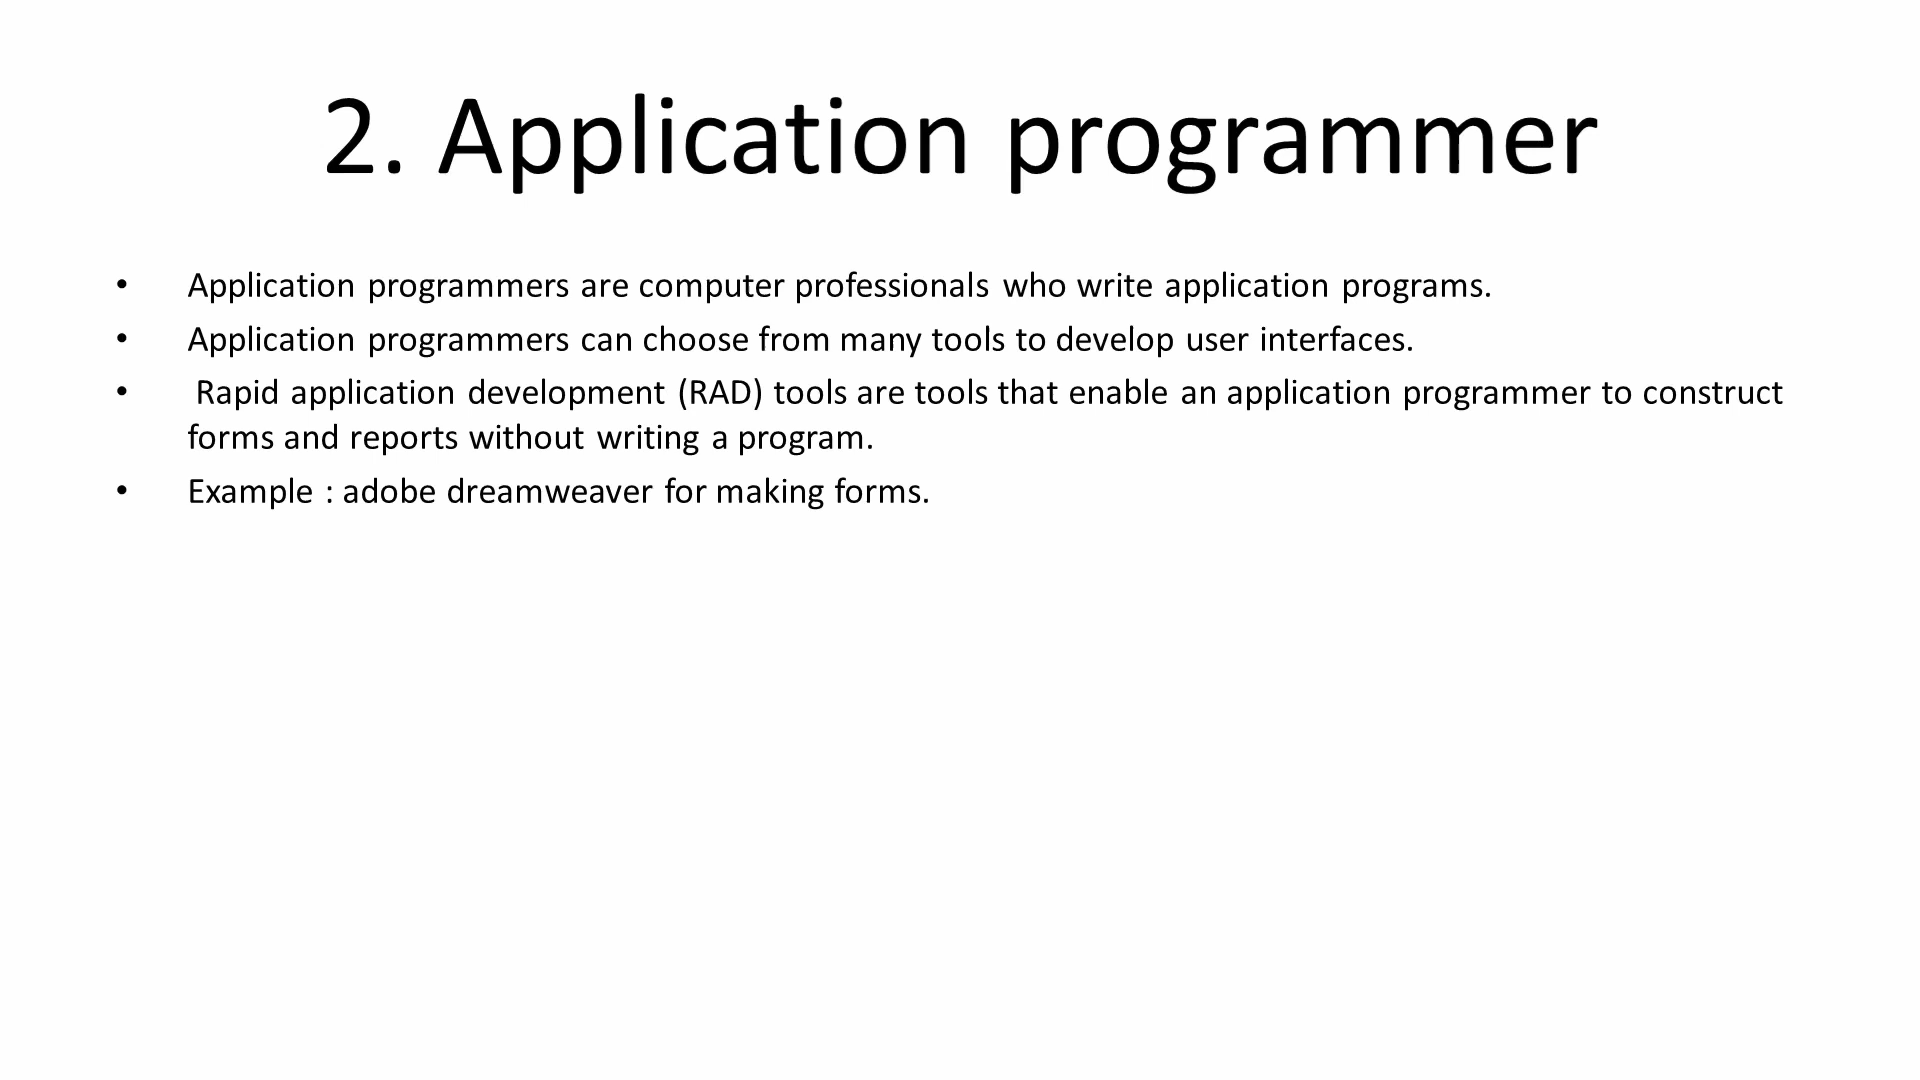 2. Application programmer
• Application programmers are computer professionals who write application programs.
• Application programmers can choose from many tools to develop user interfaces.
• Rapid application development (RAD) tools are tools that enable an application programmer to construct
forms and reports without writing a program.
• Example : adobe dreamweaver for making forms.